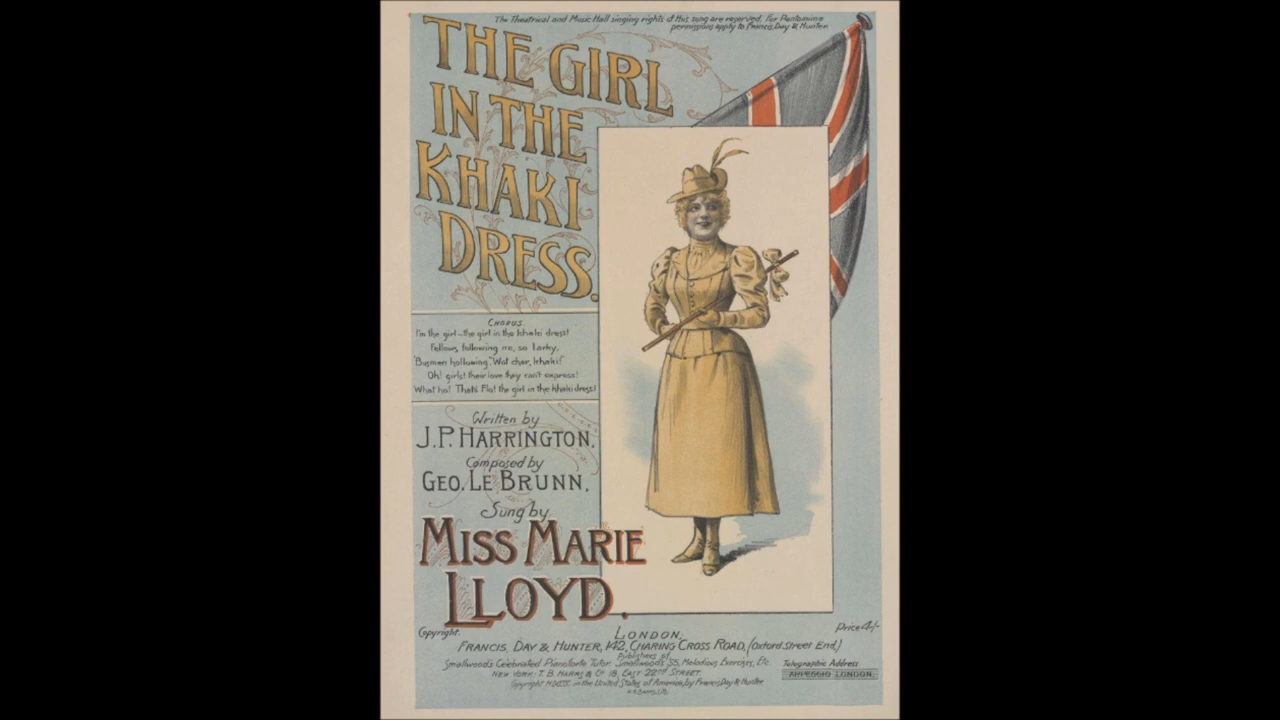 The Theatrical and Music Hall singing rights of this song are reserved. For Pantomime
permissions apply to Francis, Day & Hunter.
THE GIRL
IN THE
KHAKI
DRESS.
CHORUS.
I'm the girl—the girl in the khaki dress!
Fellows following me, so larky,
'Busmen hollowing, "Wot cher, khaki!"
Oh! girls! their love they can't express!
What ho! That's Flo! the girl in the khaki dress!
Written by
J.P. HARRINGTON.
Composed by
GEO. LE BRUNN.
Sung by
MISS MARIE
LLOYD.
Copyright.
Price 4/-
LONDON:
FRANCIS, DAY & HUNTER, 142, CHARING CROSS ROAD, (Oxford Street End.)
Publishers of
Smallwood's Celebrated Pianoforte Tutor. Smallwood's 55, Melodious Exercises, Etc.
NEW YORK: T. B. HARMS & Co 18, EAST 22ND STREET.
Copyright in the United States of America, by Francis, Day & Hunter
Telegraphic Address
"ARPEGGIO LONDON."